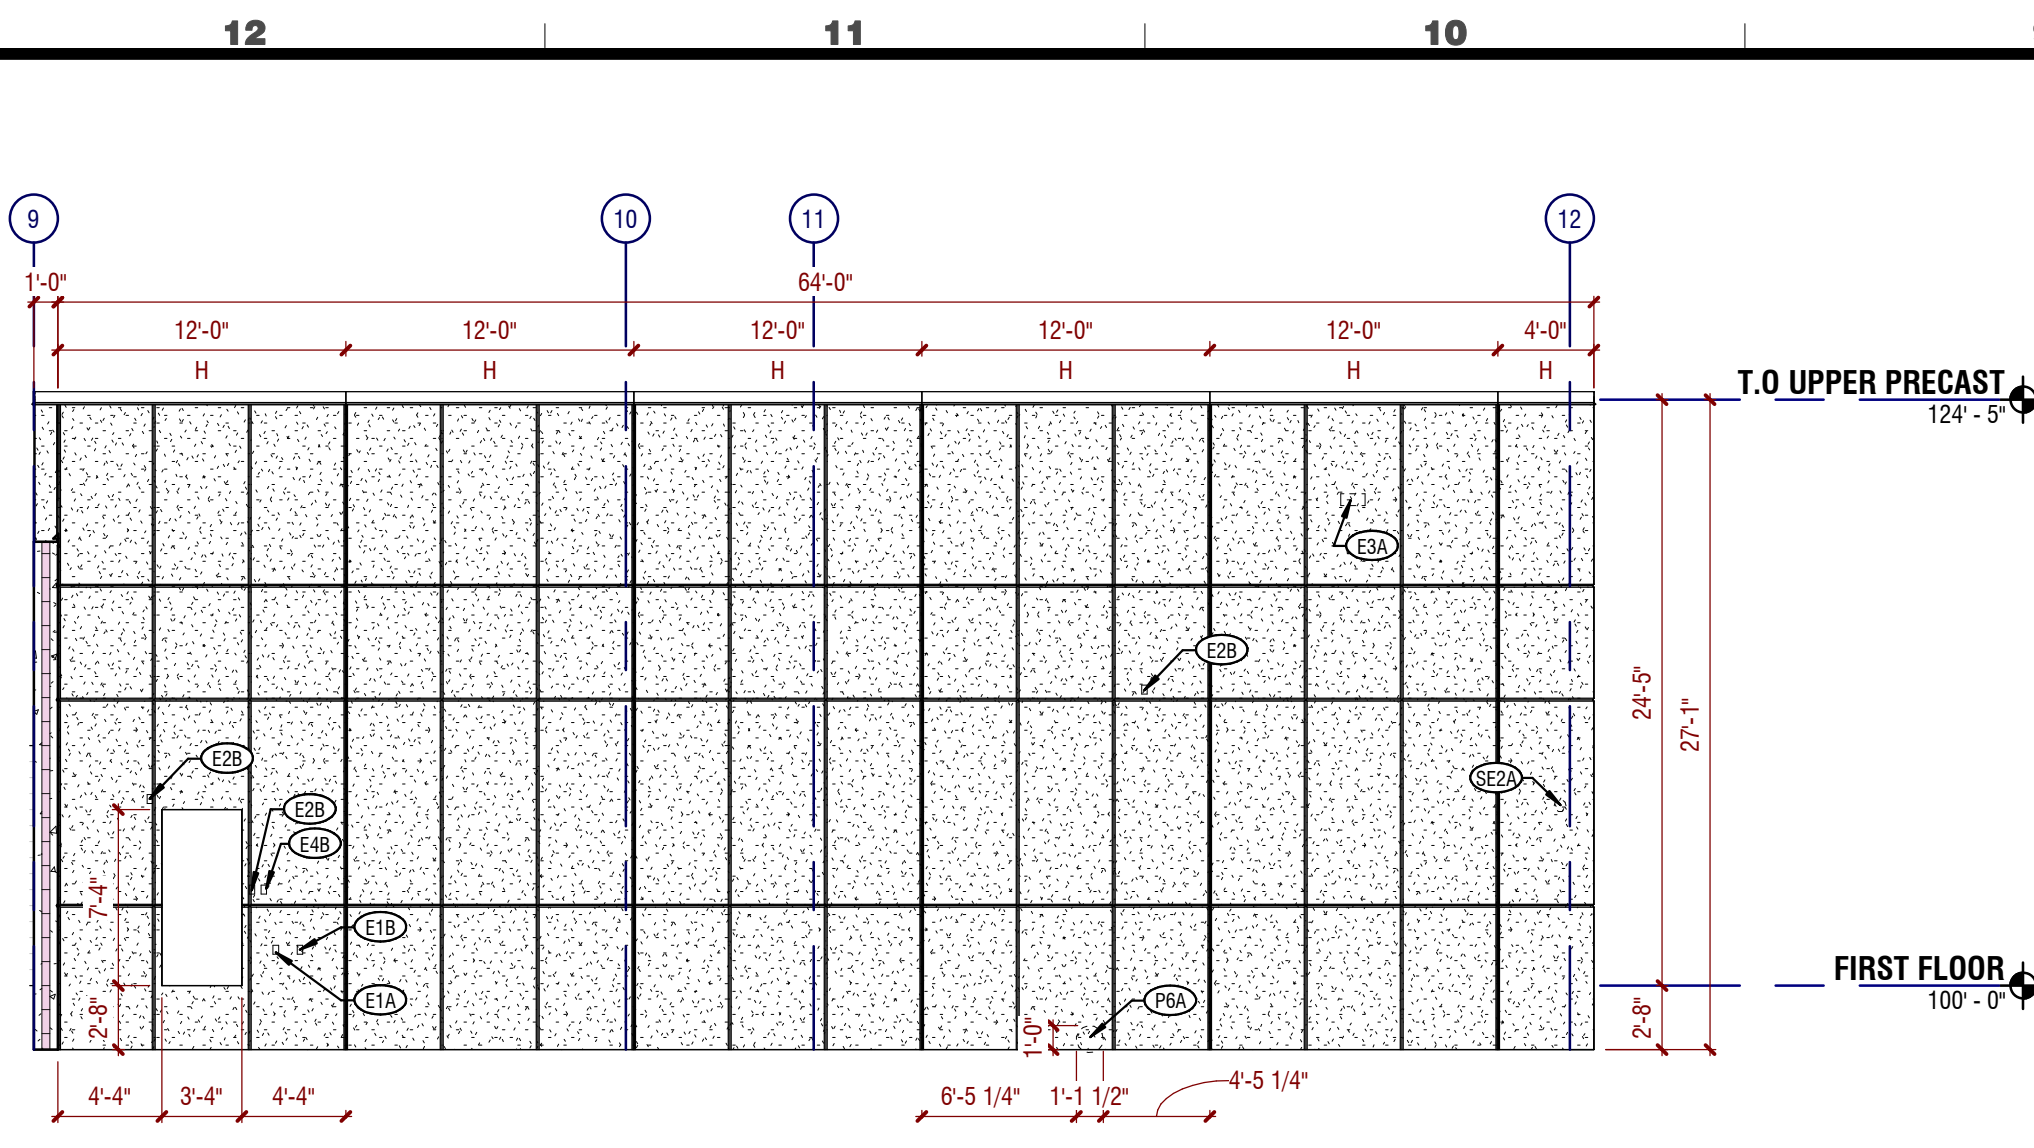 12 11 10
9 10 11 12
1'-0" 64'-0"
12'-0" 12'-0" 12'-0" 12'-0" 12'-0" 4'-0"
H H H H H H
T.O UPPER PRECAST
124' - 5"
E3A
E2B
24'-5"
27'-1"
E2B
SE2A
E2B
E4B
7'-4"
E1B
FIRST FLOOR
100' - 0"
E1A
P6A
2'-8"
1'-0"
2'-8"
4'-4" 3'-4" 4'-4"
6'-5 1/4" 1'-1 1/2" 4'-5 1/4"